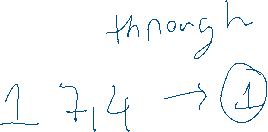 through
1 7,4 → 1